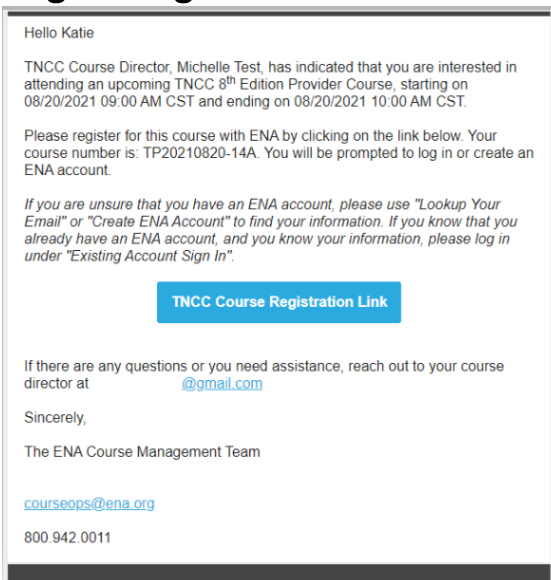 Hello Katie
TNCC Course Director, Michelle Test, has indicated that you are interested in
attending an upcoming TNCC 8th Edition Provider Course, starting on
08/20/2021 09:00 AM CST and ending on 08/20/2021 10:00 AM CST.
Please register for this course with ENA by clicking on the link below. Your
course number is: TP20210820-14A. You will be prompted to log in or create an
ENA account.
If you are unsure that you have an ENA account, please use "Lookup Your
Email" or "Create ENA Account" to find your information. If you know that you
already have an ENA account, and you know your information, please log in
under "Existing Account Sign In".
TNCC Course Registration Link
If there are any questions or you need assistance, reach out to your course
director at @gmail.com
Sincerely,
The ENA Course Management Team
courseops@ena.org
800.942.0011